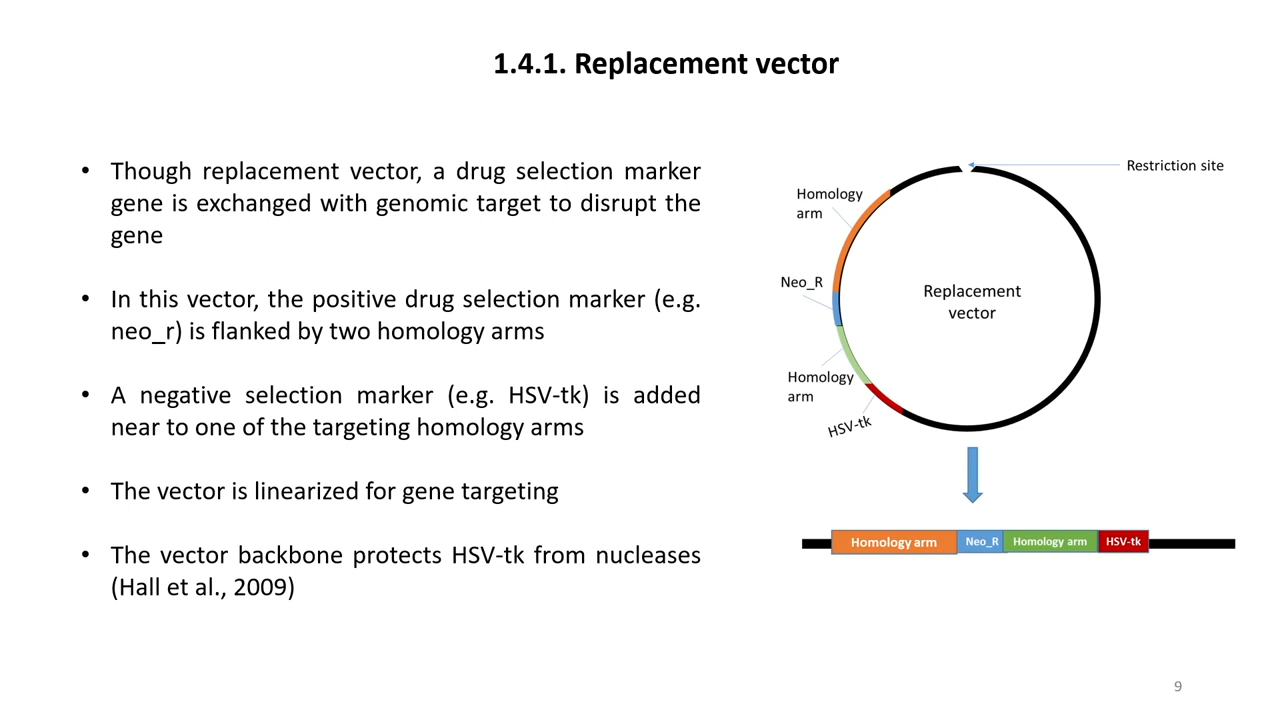 1.4.1. Replacement vector
• Though replacement vector, a drug selection marker
gene is exchanged with genomic target to disrupt the
gene
• In this vector, the positive drug selection marker (e.g.
neo_r) is flanked by two homology arms
• A negative selection marker (e.g. HSV-tk) is added
near to one of the targeting homology arms
• The vector is linearized for gene targeting
• The vector backbone protects HSV-tk from nucleases
(Hall et al., 2009)
Restriction site
Homology
arm
Neo_R
Replacement
vector
Homology
arm
HSV-tk
Homology arm
Neo_R
Homology arm
HSV-tk
9